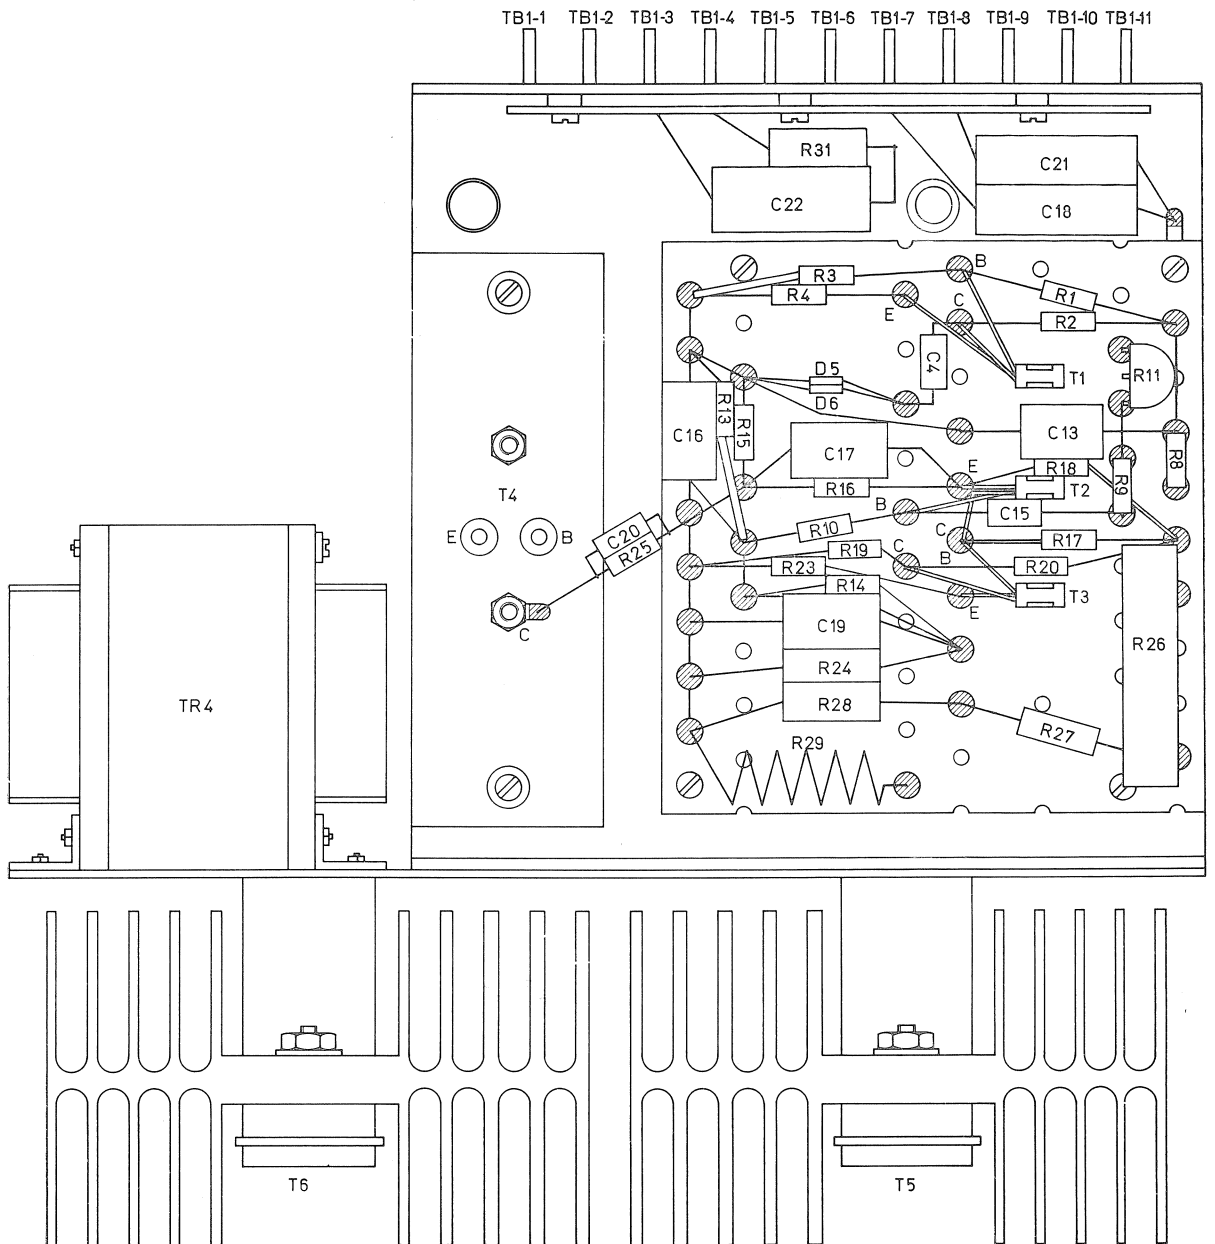 TB1-1 TB1-2 TB1-3 TB1-4 TB1-5 TB1-6 TB1-7 TB1-8 TB1-9 TB1-10 TB1-11
R31
C21
C22
C18
B
R3
R4
R1
C
E
R2
C4
D5
T1
R11
D6
R13
R15
C16
C13
C17
R18
R8
E
R16
T2
R9
T4
B
C15
R10
E
B
C20
R25
C
R17
R19
B
C
R23
R20
R14
T3
E
C
C19
R26
R24
TR4
R28
R27
R29
T6
T5